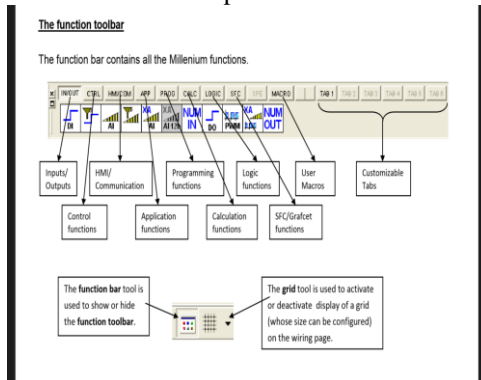 The function toolbar
The function bar contains all the Millenium functions.
IN/OUT CTRL HMI/COM APP PROG CALC LOGIC SFC MACRO TAB 1 TAB 2 TAB 3 TAB 4 TAB 5 TAB 6
DI AI AI NUM IN DO PWM NUM OUT
Inputs/
Outputs
HMI/
Communication
Programming
functions
Logic
functions
User
Macros
Customizable
Tabs
Control
functions
Application
functions
Calculation
functions
SFC/Grafcet
functions
The function bar tool is
used to show or hide
the function toolbar.
The grid tool is used to activate
or deactivate display of a grid
(whose size can be configured)
on the wiring page.